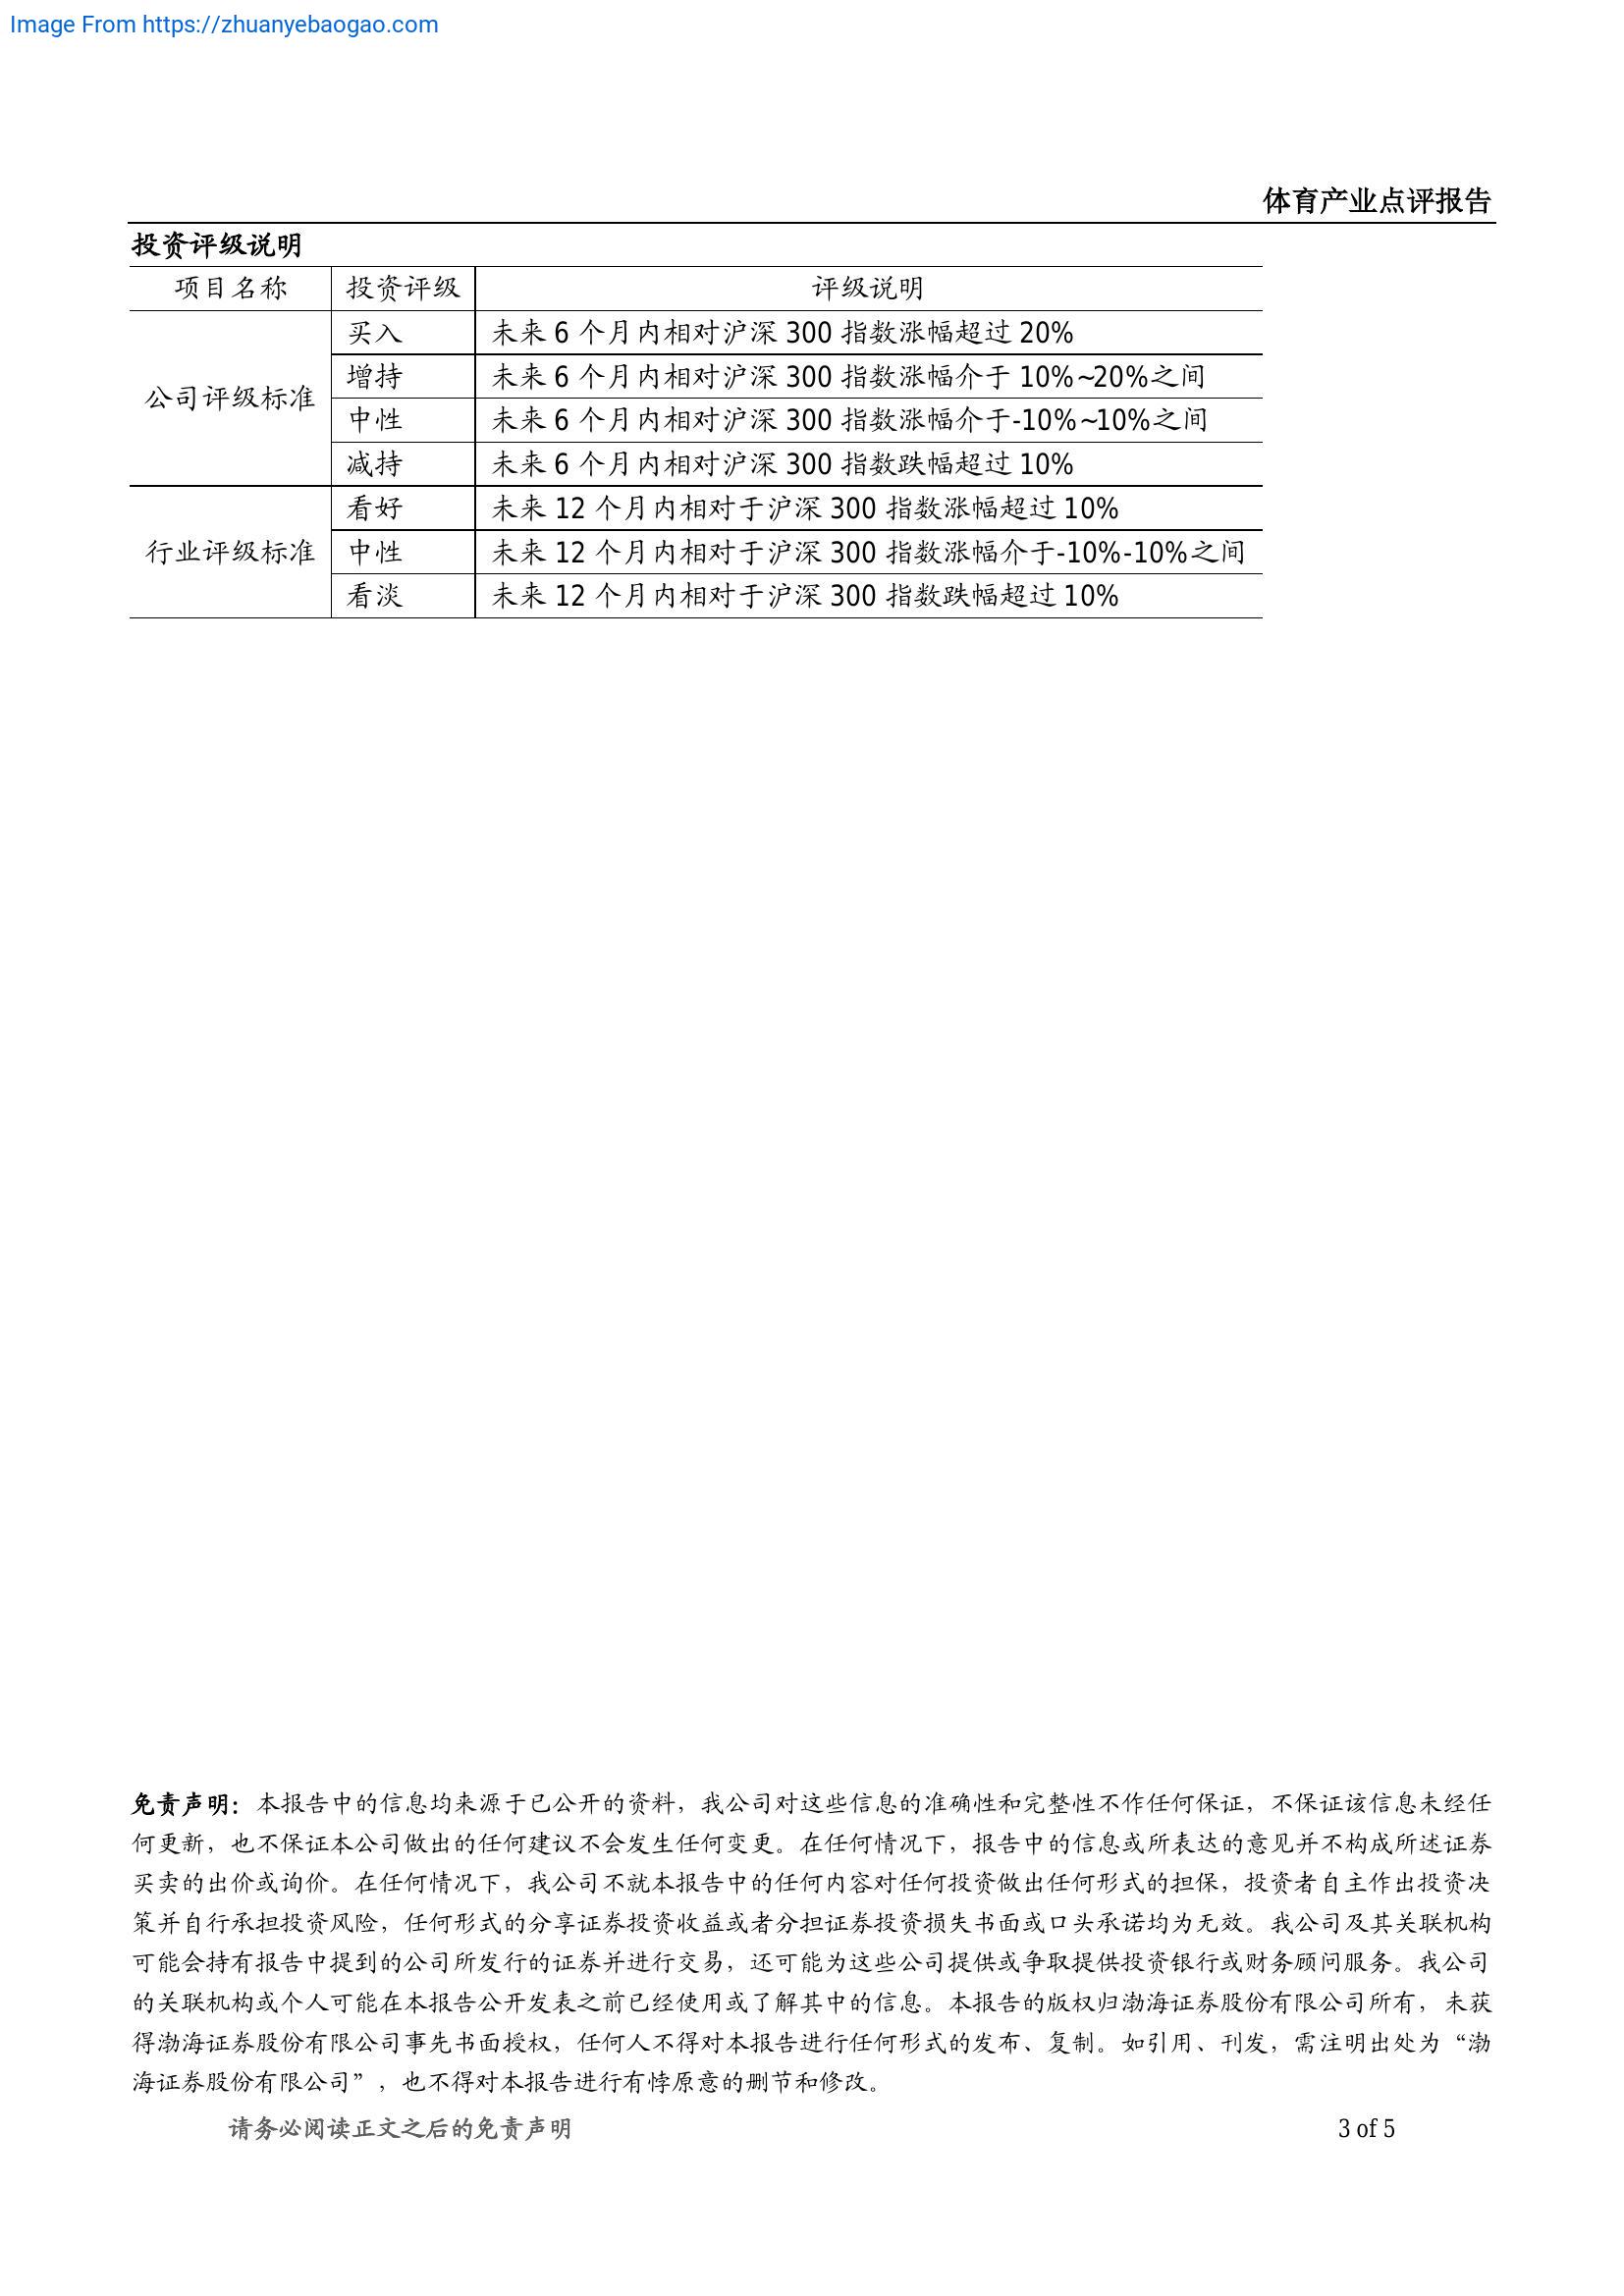 Image From https://zhuanyebaogao.com
体育产业点评报告
投资评级说明
项目名称 投资评级 评级说明
公司评级标准
买入 未来 6 个月内相对沪深 300 指数涨幅超过 20%
增持 未来 6 个月内相对沪深 300 指数涨幅介于 10%~20%之间
中性 未来 6 个月内相对沪深 300 指数涨幅介于-10%~10%之间
减持 未来 6 个月内相对沪深 300 指数跌幅超过 10%
行业评级标准
看好 未来 12 个月内相对于沪深 300 指数涨幅超过 10%
中性 未来 12 个月内相对于沪深 300 指数涨幅介于-10%-10%之间
看淡 未来 12 个月内相对于沪深 300 指数跌幅超过 10%
免责声明：本报告中的信息均来源于已公开的资料，我公司对这些信息的准确性和完整性不作任何保证，不保证该信息未经任
何更新，也不保证本公司做出的任何建议不会发生任何变更。在任何情况下，报告中的信息或所表达的意见并不构成所述证券
买卖的出价或询价。在任何情况下，我公司不就本报告中的任何内容对任何投资做出任何形式的担保，投资者自主作出投资决
策并自行承担投资风险，任何形式的分享证券投资收益或者分担证券投资损失书面或口头承诺均为无效。我公司及其关联机构
可能会持有报告中提到的公司所发行的证券并进行交易，还可能为这些公司提供或争取提供投资银行或财务顾问服务。我公司
的关联机构或个人可能在本报告公开发表之前已经使用或了解其中的信息。本报告的版权归渤海证券股份有限公司所有，未获
得渤海证券股份有限公司事先书面授权，任何人不得对本报告进行任何形式的发布、复制。如引用、刊发，需注明出处为“渤
海证券股份有限公司”，也不得对本报告进行有悖原意的删节和修改。
请务必阅读正文之后的免责声明 3 of 5